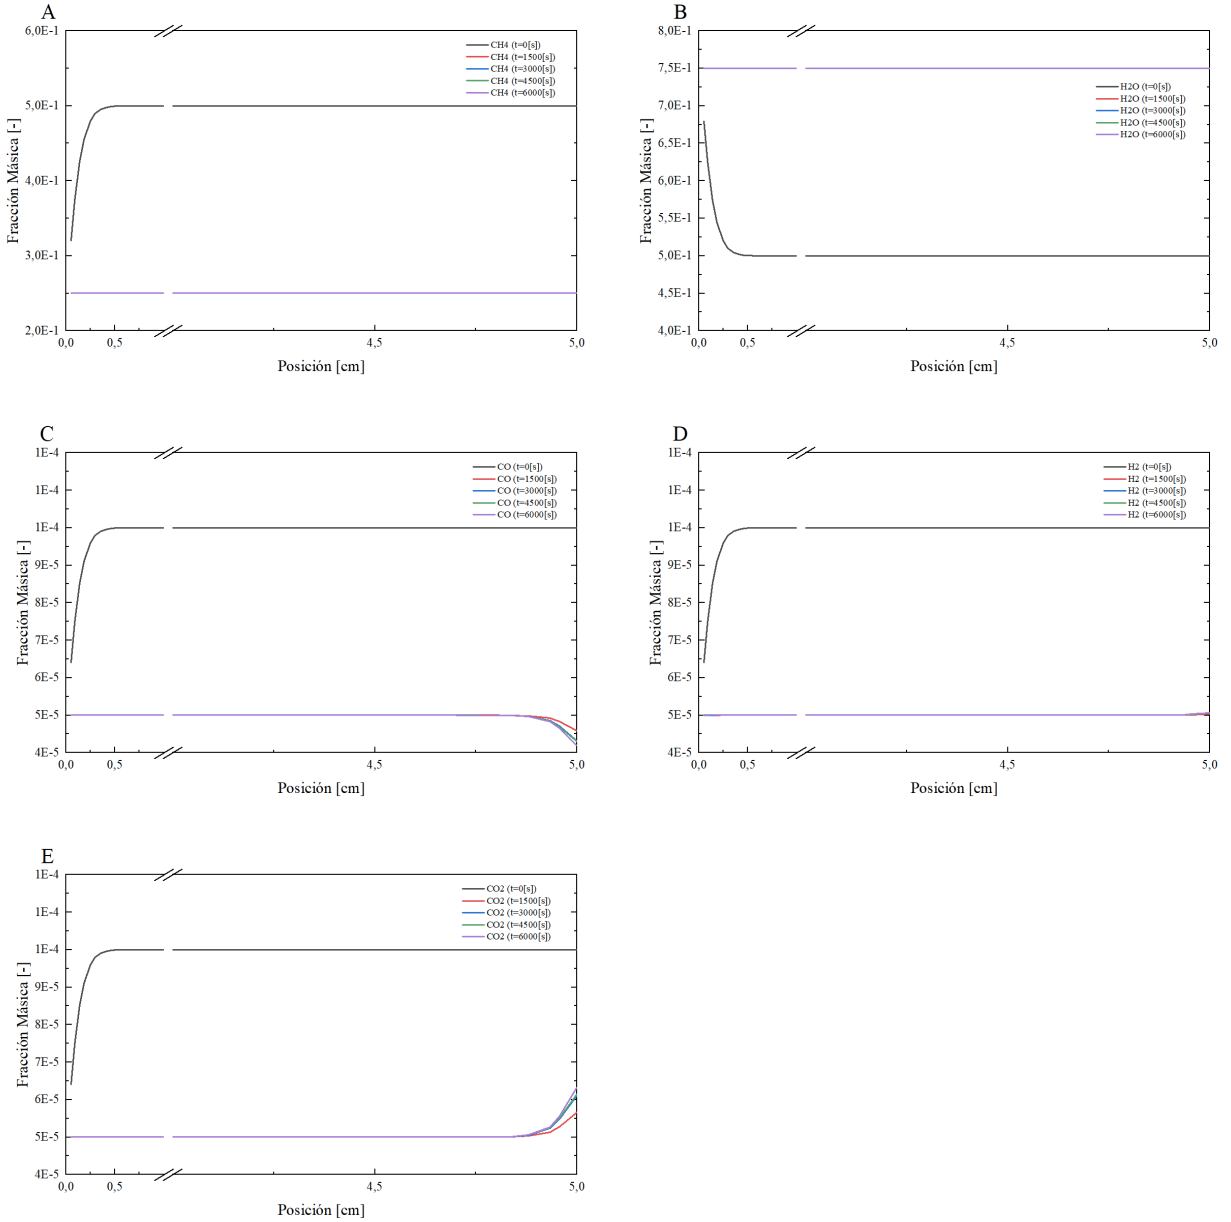 A
6,0E-1
5,0E-1
4,0E-1
3,0E-1
2,0E-1
Fracción Másica [-]
CH4 (t=0[s])
CH4 (t=1500[s])
CH4 (t=3000[s])
CH4 (t=4500[s])
CH4 (t=6000[s])
0,0 0,5 4,5 5,0
Posición [cm]
B
8,0E-1
7,5E-1
7,0E-1
6,5E-1
6,0E-1
5,5E-1
5,0E-1
4,5E-1
4,0E-1
Fracción Másica [-]
H2O (t=0[s])
H2O (t=1500[s])
H2O (t=3000[s])
H2O (t=4500[s])
H2O (t=6000[s])
0,0 0,5 4,5 5,0
Posición [cm]
C
1E-4
1E-4
1E-4
9E-5
8E-5
7E-5
6E-5
5E-5
4E-5
Fracción Másica [-]
CO (t=0[s])
CO (t=1500[s])
CO (t=3000[s])
CO (t=4500[s])
CO (t=6000[s])
0,0 0,5 4,5 5,0
Posición [cm]
D
1E-4
1E-4
1E-4
9E-5
8E-5
7E-5
6E-5
5E-5
4E-5
Fracción Másica [-]
H2 (t=0[s])
H2 (t=1500[s])
H2 (t=3000[s])
H2 (t=4500[s])
H2 (t=6000[s])
0,0 0,5 4,5 5,0
Posición [cm]
E
1E-4
1E-4
1E-4
9E-5
8E-5
7E-5
6E-5
5E-5
4E-5
Fracción Másica [-]
CO2 (t=0[s])
CO2 (t=1500[s])
CO2 (t=3000[s])
CO2 (t=4500[s])
CO2 (t=6000[s])
0,0 0,5 4,5 5,0
Posición [cm]